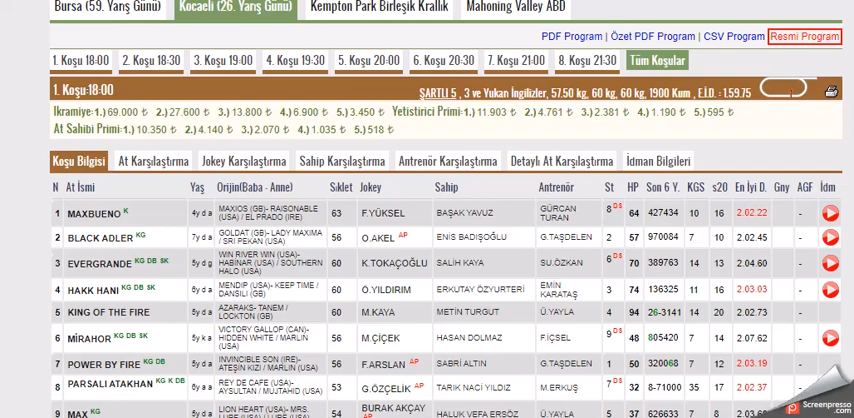 Bursa (59. Yarış Günü) Kocaeli (26. Yarış Günü) Kempton Park Birleşik Krallık Mahoning Valley ABD
PDF Program | Özet PDF Program | CSV Program | Resmi Program
1. Koşu 18:00 2. Koşu 18:30 3. Koşu 19:00 4. Koşu 19:30 5. Koşu 20:00 6. Koşu 20:30 7. Koşu 21:00 8. Koşu 21:30 Tüm Koşular
1. Koşu:18:00 ŞARTLI 5 , 3 ve Yukarı İngilizler, 57.50 kg, 60 kg, 60 kg, 1900 Kum , E.İ.D. : 1.59.75
İkramiye: 1.) 69.000 ₺ 2.) 27.600 ₺ 3.) 13.800 ₺ 4.) 6.900 ₺ 5.) 3.450 ₺ Yetistirici Primi: 1.) 11.903 ₺ 2.) 4.761 ₺ 3.) 2.381 ₺ 4.) 1.190 ₺ 5.) 595 ₺
At Sahibi Primi: 1.) 10.350 ₺ 2.) 4.140 ₺ 3.) 2.070 ₺ 4.) 1.035 ₺ 5.) 518 ₺
Koşu Bilgisi At Karşılaştırma Jokey Karşılaştırma Sahip Karşılaştırma Antrenör Karşılaştırma Detaylı At Karşılaştırma İdman Bilgileri
N At İsmi Yaş Orijin(Baba - Anne) Sıklet Jokey Sahip Antrenör St HP Son 6 Y. KGS s20 En İyi D. Gny AGF İdm
1 MAXBUENO K 4y d a MAXIOS (GB)- RAISONABLE (USA) / EL PRADO (IRE) 63 F.YÜKSEL BAŞAK YAVUZ GÜRCAN TURAN 8 DS 64 427434 10 16 2.02.22 -
2 BLACK ADLER KG 7y d a GOLDAT (GB)- LADY MAXIMA / SRI PEKAN (USA) 56 O.AKEL AP ENİS BADIŞOĞLU G.TAŞDELEN 2 57 970084 7 10 2.02.45 -
3 EVERGRANDE KG DB SK 5y d g WIN RIVER WIN (USA)- HABINAR (USA) / SOUTHERN HALO (USA) 60 K.TOKAÇOĞLU SALİH KAYA SU.ÖZKAN 6 DS 70 389763 14 13 2.04.60 -
4 HAKK HANI KG DB 6y d a MENDIP (USA)- KEEP TIME / DANSILI (GB) 60 Ö.YILDIRIM ERKUTAY ÖZYURTERİ EMİN KARATAŞ 3 74 136325 11 16 2.03.03 -
5 KING OF THE FIRE 5y d a AZARAKS- TANEM / LOCKTON (GB) 60 M.KAYA METİN TURGUT Ü.YAYLA 4 94 26-3141 14 20 2.02.73 -
6 MİRAHOR KG DB SK 5y k a VICTORY GALLOP (CAN)- HIDDEN WHITE / MARLIN (USA) 56 M.ÇİÇEK HASAN DOLMAZ F.İÇSEL 9 DS 48 805420 7 14 2.07.62 -
7 POWER BY FIRE KG DB 5y d a INVINCIBLE SON (IRE)- ATEŞİN KIZI / MARLIN (USA) 56 F.ARSLAN AP SABRİ ALTIN G.TAŞDELEN 1 50 320068 7 12 2.03.19 -
8 PARSALI ATAKHAN KG K DB 5y a a REY DE CAFE (USA)- AYSULTAN / MUJTAHID (USA) 53 G.ÖZÇELİK AP TARIK NACİ YILDIZ M.ERKUŞ 7 DS 32 8-71000 35 17 2.02.37 -
9 MAX KG 5y d a LION HEART (USA)- MRS. 56 BURAK AKÇAY AP HALUK VEFA ERSÖZ Ü.YAYLA 5 37 626633 7 8 -
Screenpresso
.com